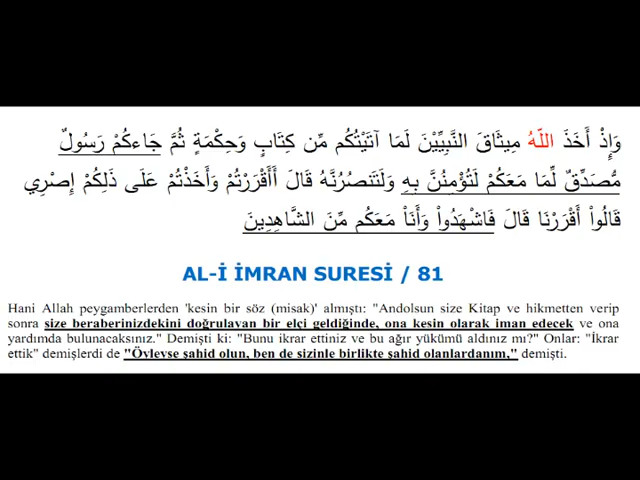 وَإِذْ أَخَذَ اللّهُ مِيثَاقَ النَّبِيِّيْنَ لَمَا آتَيْتُكُم مِّن كِتَابٍ وَحِكْمَةٍ ثُمَّ جَاءكُمْ رَسُولٌ
مُّصَدِّقٌ لِّمَا مَعَكُمْ لَتُؤْمِنُنَّ بِهِ وَلَتَنصُرُنَّهُ قَالَ أَأَقْرَرْتُمْ وَأَخَذْتُمْ عَلَى ذَلِكُمْ إِصْرِي
قَالُواْ أَقْرَرْنَا قَالَ فَاشْهَدُواْ وَأَنَاْ مَعَكُم مِّنَ الشَّاهِدِينَ
AL-İ İMRAN SURESİ / 81
Hani Allah peygamberlerden 'kesin bir söz (misak)' almıştı: "Andolsun size Kitap ve hikmetten verip
sonra size beraberinizdekini doğrulayan bir elçi geldiğinde, ona kesin olarak iman edecek ve ona
yardımda bulunacaksınız." Demişti ki: "Bunu ikrar ettiniz ve bu ağır yükümü aldınız mı?" Onlar: "İkrar
ettik" demişlerdi de "Öyleyse şahid olun, ben de sizinle birlikte şahid olanlardanım," demişti.